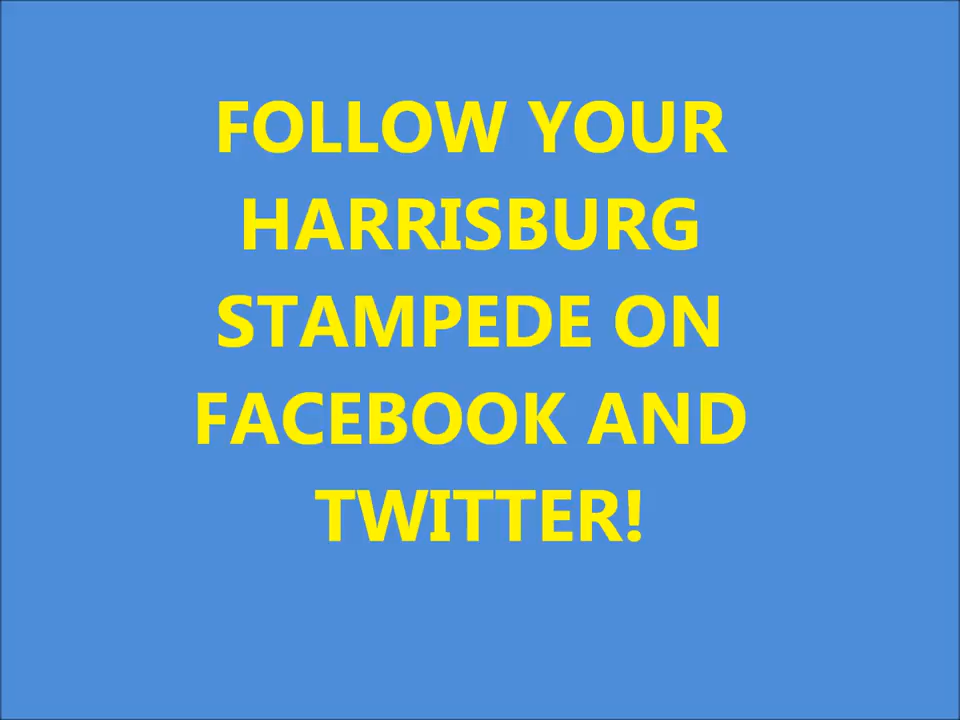 FOLLOW YOUR
HARRISBURG
STAMPEDE ON
FACEBOOK AND
TWITTER!